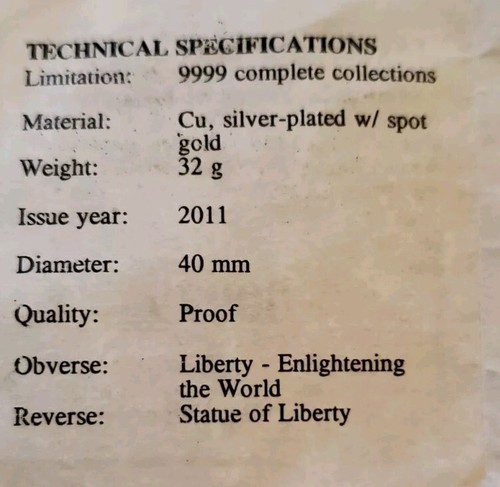 TECHNICAL SPECIFICATIONS
Limitation: 9999 complete collections
Material: Cu, silver-plated w/ spot
gold
Weight: 32 g
Issue year: 2011
Diameter: 40 mm
Quality: Proof
Obverse: Liberty - Enlightening
the World
Reverse: Statue of Liberty